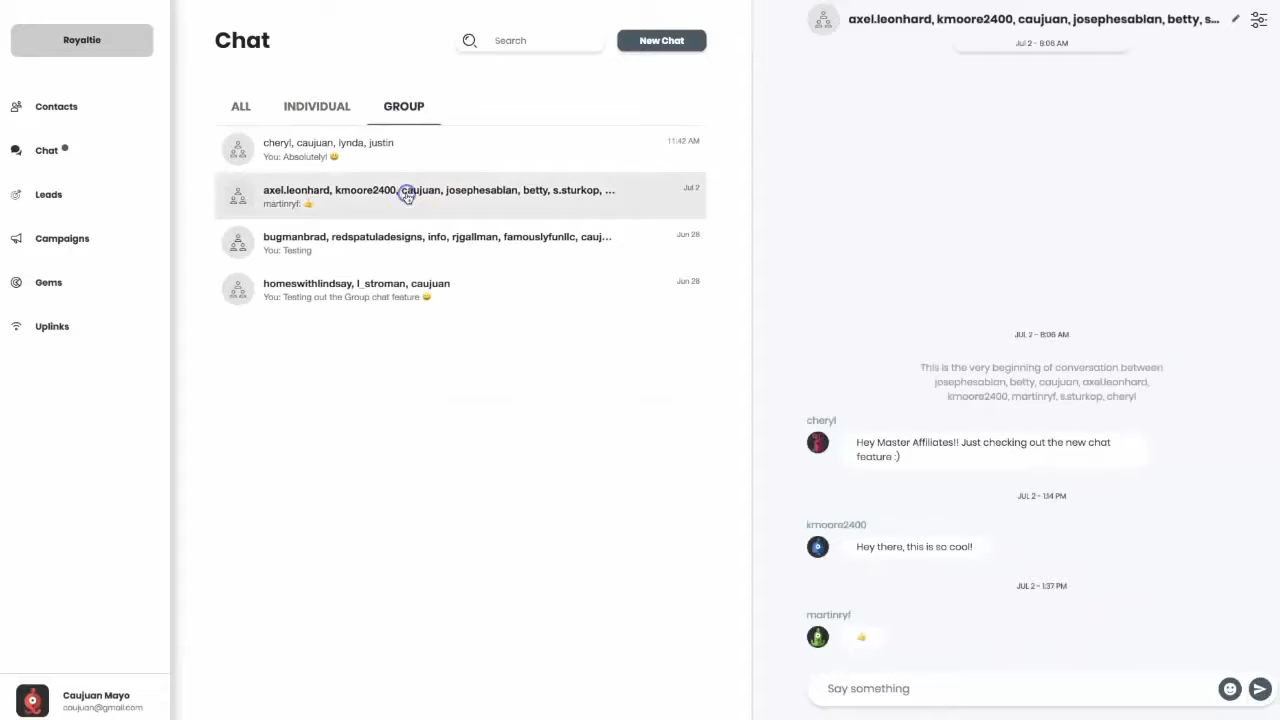 Royaltie
Contacts
Chat
Leads
Campaigns
Gems
Uplinks
Caujuan Mayo
caujuan@gmail.com
Chat
Search
New Chat
ALL
INDIVIDUAL
GROUP
cheryl, caujuan, lynda, justin
11:42 AM
You: Absolutely! 😄
axel.leonhard, kmoore2400, caujuan, josephesabian, betty, s.sturkop, ...
Jul 2
martinryf: 👍
bugmanbrad, redspatuladesigns, info, rjgallman, famouslyfunllc, cauj...
Jun 28
You: Testing
homeswithlindsay, l_stroman, caujuan
Jun 28
You: Testing out the Group chat feature 😄
axel.leonhard, kmoore2400, caujuan, josephesabian, betty, s...
Jul 2 - 8:06 AM
JUL 2 - 8:06 AM
This is the very beginning of conversation between
josephesabian, betty, caujuan, axel.leonhard,
kmoore2400, martinryf, s.sturkop, cheryl
cheryl
Hey Master Affiliates!! Just checking out the new chat
feature :)
JUL 2 - 1:14 PM
kmoore2400
Hey there, this is so cool!
JUL 2 - 1:37 PM
martinryf
👍
Say something